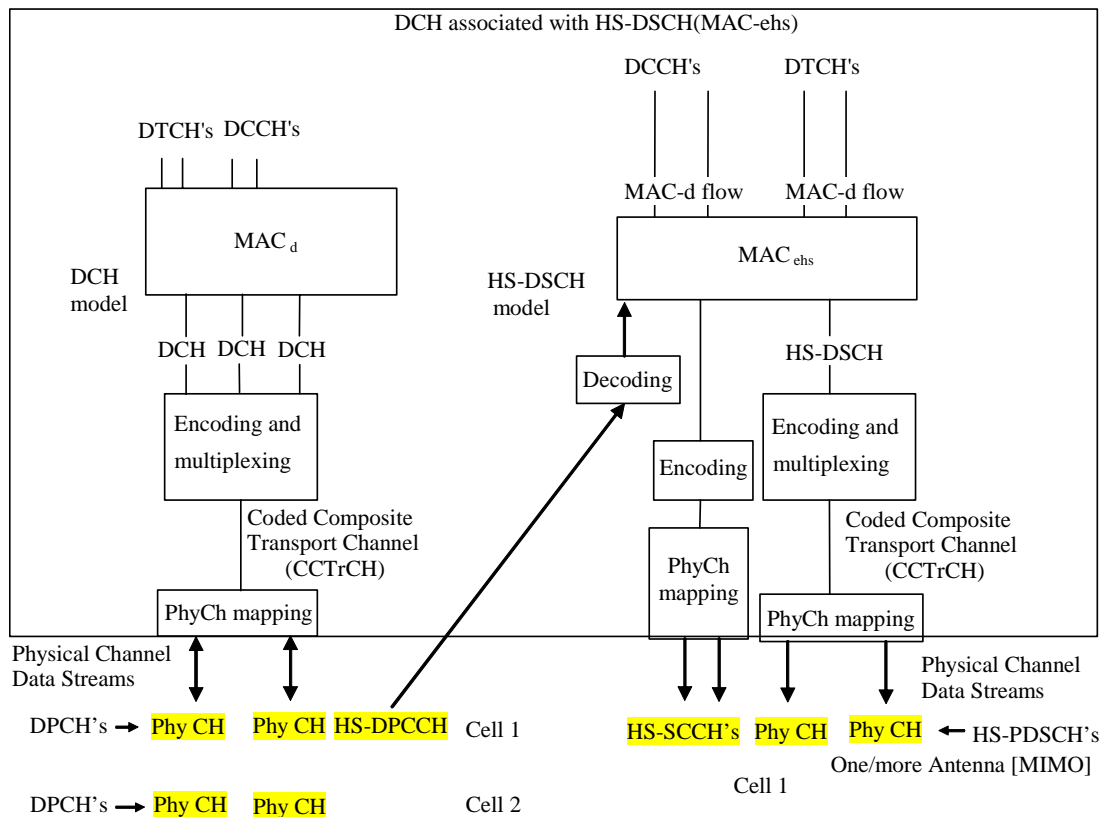 DCH associated with HS-DSCH(MAC-ehs)
DCCH's DTCH's
DTCH's DCCH's
MAC-d flow MAC-d flow
MAC d
MAC ehs
DCH
model
HS-DSCH
model
DCH DCH DCH
HS-DSCH
Decoding
Encoding and
multiplexing
Encoding
Encoding and
multiplexing
Coded Composite
Transport Channel
(CCTrCH)
Coded Composite
Transport Channel
(CCTrCH)
PhyCh
mapping
PhyCh mapping
PhyCh mapping
Physical Channel
Data Streams
Physical Channel
Data Streams
DPCH's Phy CH Phy CH HS-DPCCH Cell 1
HS-SCCH's Phy CH Phy CH HS-PDSCH's
One/more Antenna [MIMO]
Cell 1
DPCH's Phy CH Phy CH Cell 2